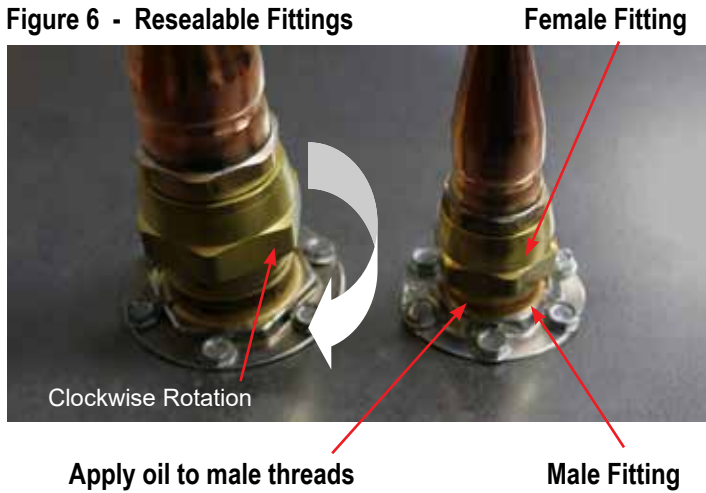 Figure 6 - Resealable Fittings
Female Fitting
Clockwise Rotation
Apply oil to male threads
Male Fitting